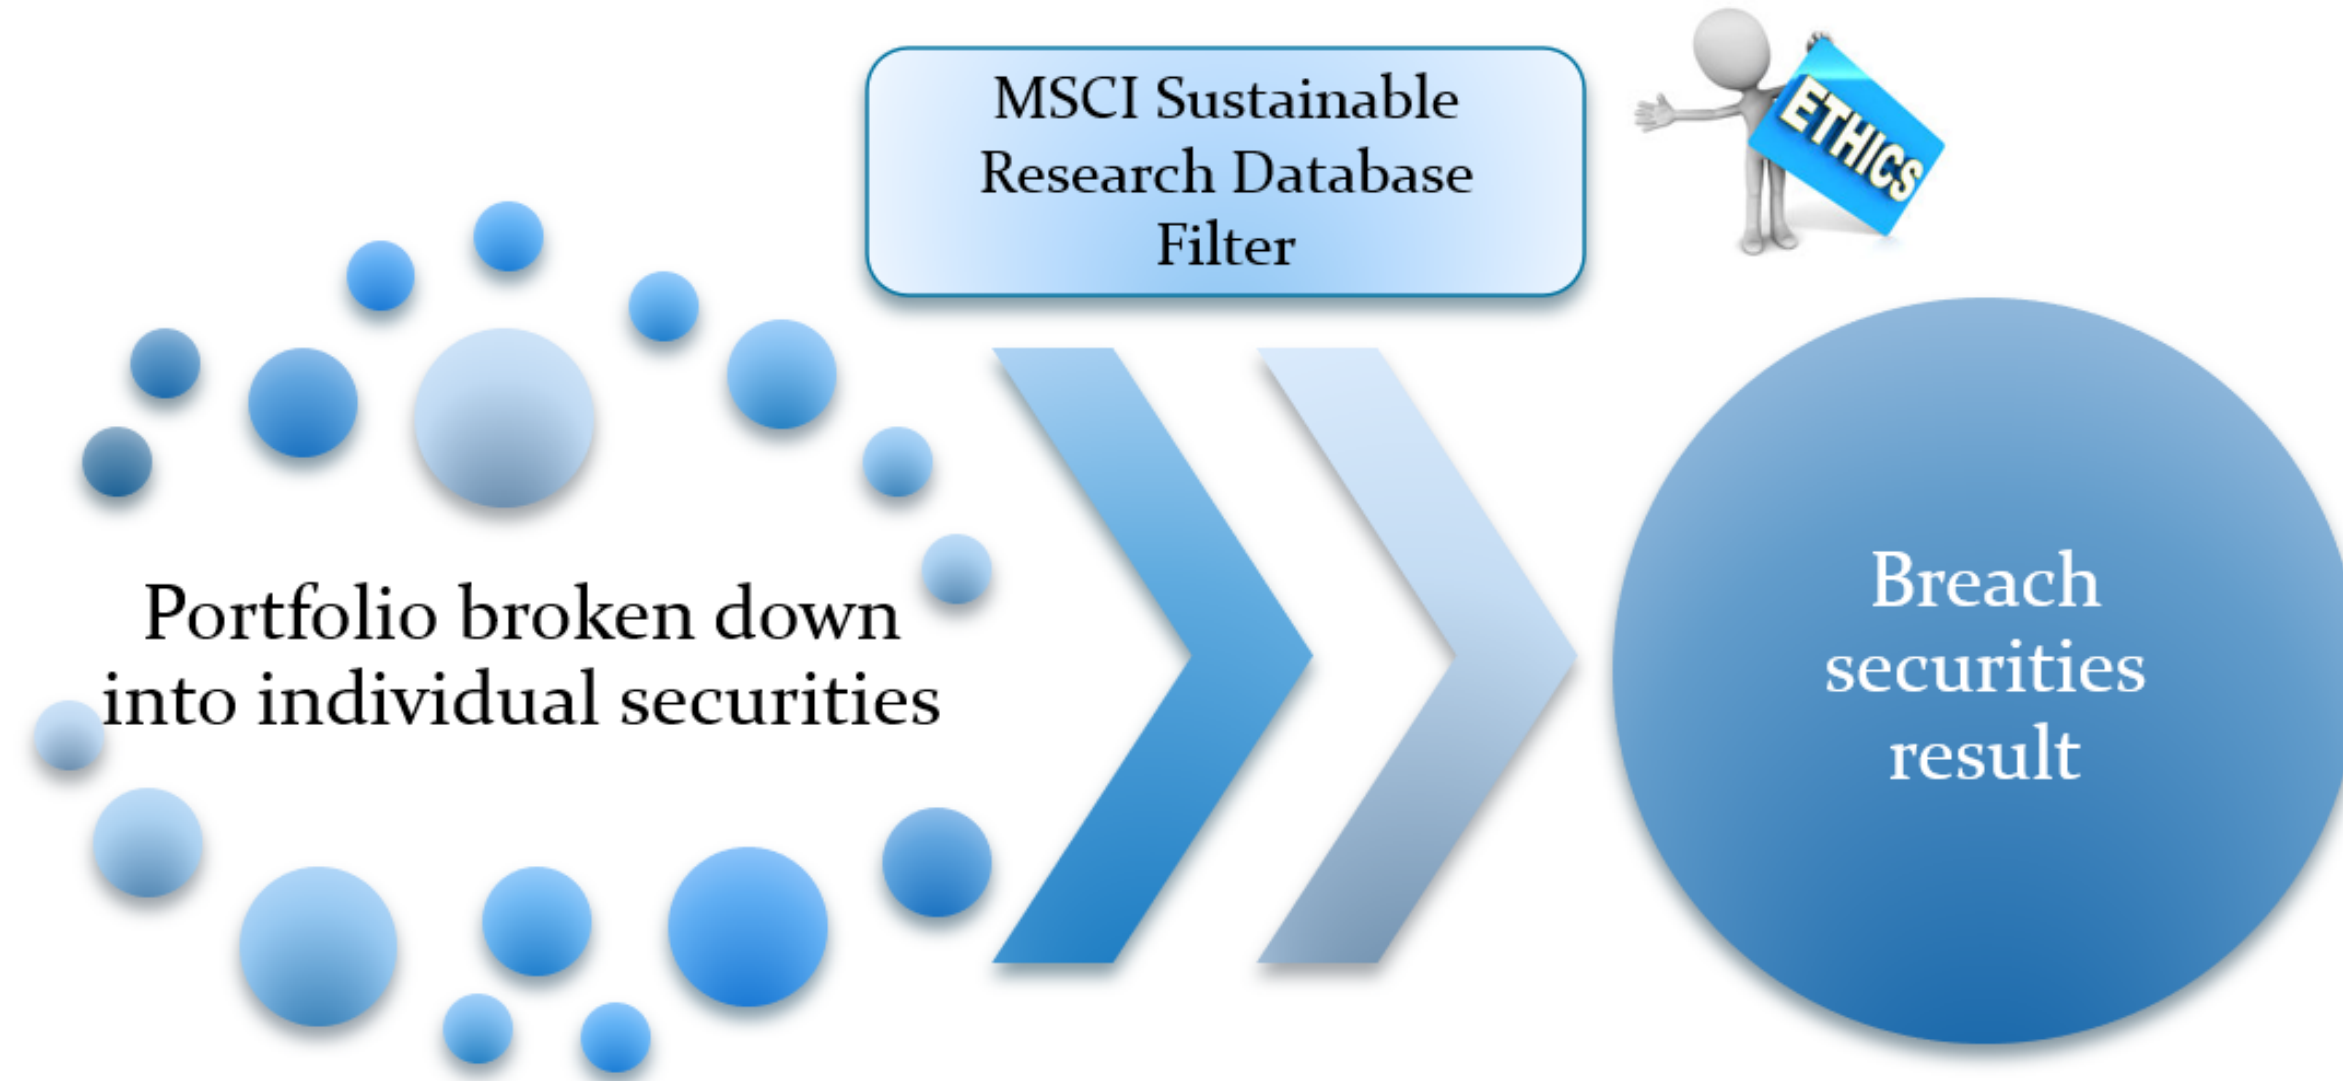 MSCI Sustainable
Research Database
Filter
ETHICS
Portfolio broken down
into individual securities
Breach
securities
result